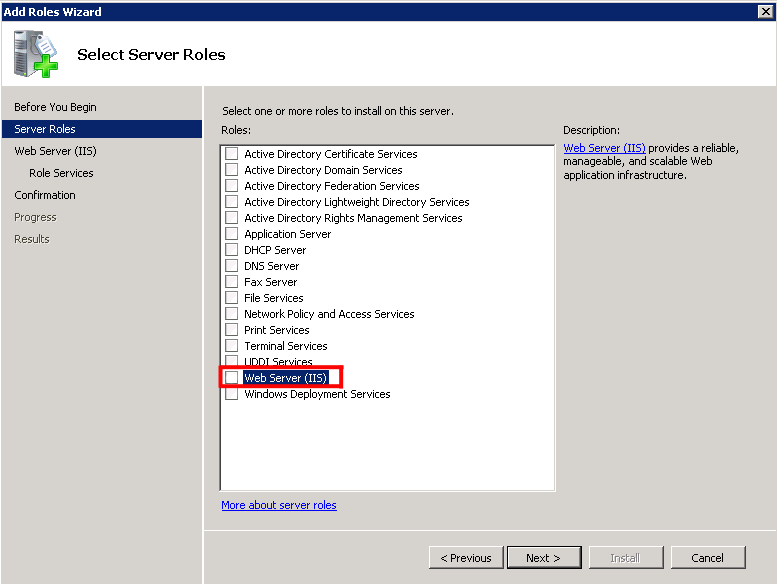 Add Roles Wizard
Select Server Roles
Before You Begin
Server Roles
Web Server (IIS)
Role Services
Confirmation
Progress
Results
Select one or more roles to install on this server.
Roles:
Active Directory Certificate Services
Active Directory Domain Services
Active Directory Federation Services
Active Directory Lightweight Directory Services
Active Directory Rights Management Services
Application Server
DHCP Server
DNS Server
Fax Server
File Services
Network Policy and Access Services
Print Services
Terminal Services
UDDI Services
Web Server (IIS)
Windows Deployment Services
More about server roles
Description:
Web Server (IIS) provides a reliable,
manageable, and scalable Web
application infrastructure.
< Previous
Next >
Install
Cancel